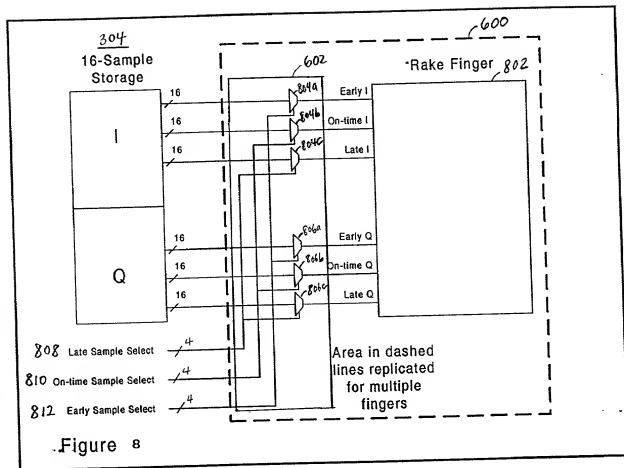 304
16-Sample
Storage
600
602
Rake Finger 802
I
16
16
16
804a
804b
804c
Early I
On-time I
Late I
Q
16
16
16
806a
806b
806c
Early Q
On-time Q
Late Q
808 Late Sample Select 4
810 On-time Sample Select 4
812 Early Sample Select 4
Area in dashed
lines replicated
for multiple
fingers
Figure 8